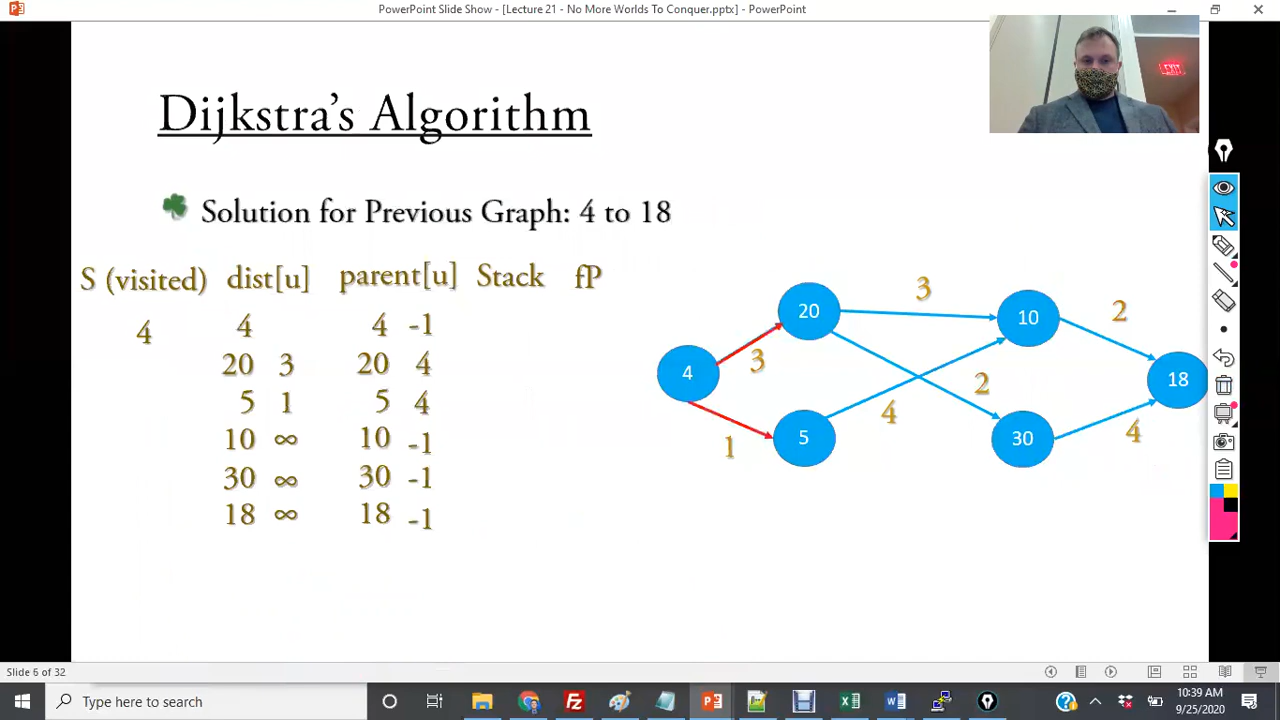 PowerPoint Slide Show - [Lecture 21 - No More Worlds To Conquer.pptx] - PowerPoint
EXIT
Dijkstra's Algorithm
Solution for Previous Graph: 4 to 18
S (visited) dist[u] parent[u] Stack fP
4 4 4 -1
20 3 20 4
5 1 5 4
10 ∞ 10 -1
30 ∞ 30 -1
18 ∞ 18 -1
3
20 10 2
3
4 18
2
4 4
1 5 30
Slide 6 of 32
Type here to search
10:39 AM
9/25/2020